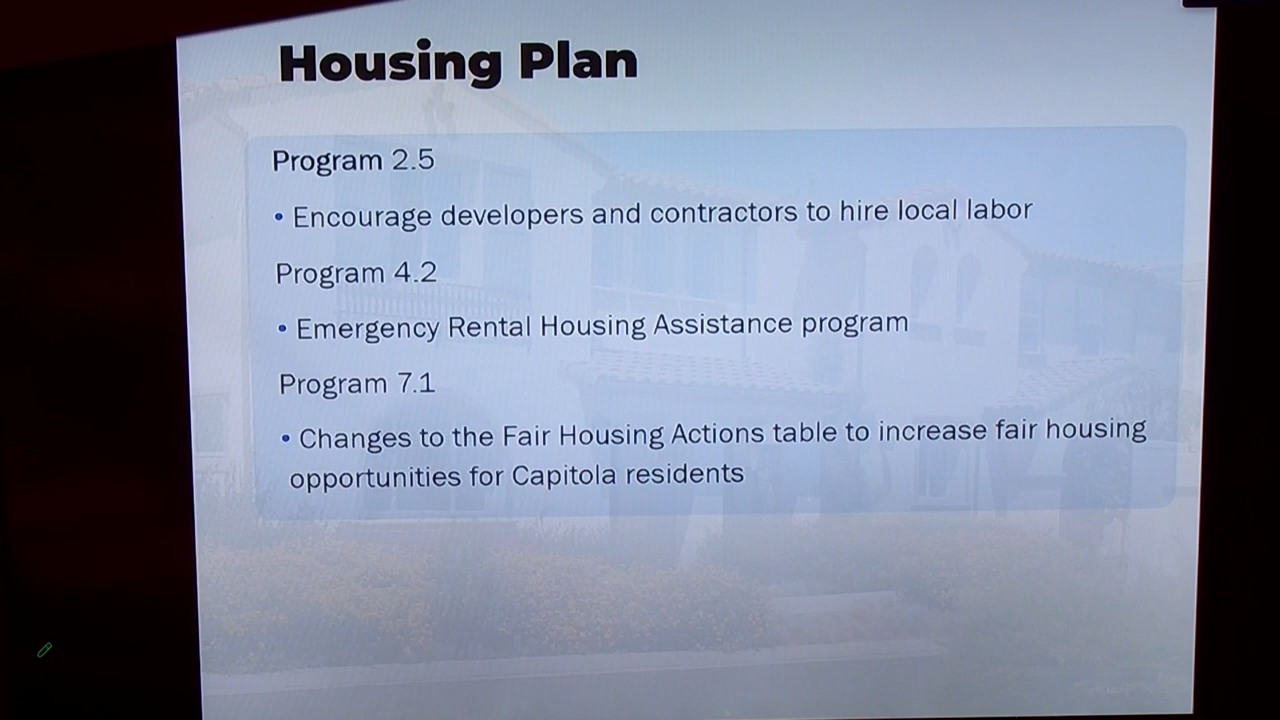 Housing Plan
Program 2.5
• Encourage developers and contractors to hire local labor
Program 4.2
• Emergency Rental Housing Assistance program
Program 7.1
• Changes to the Fair Housing Actions table to increase fair housing
opportunities for Capitola residents